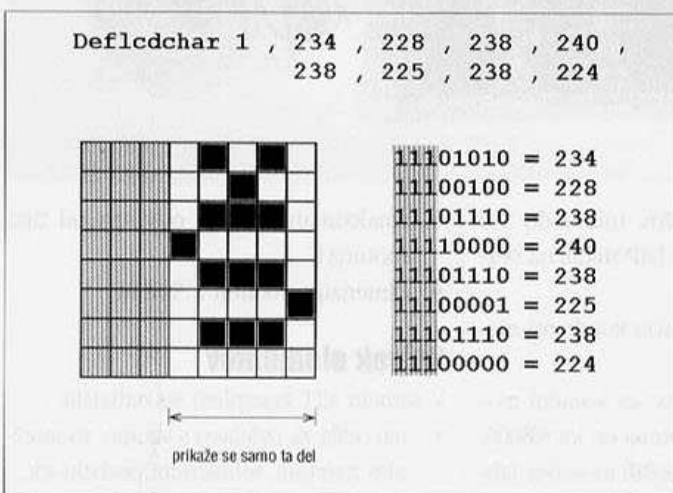 Deflcdchar 1 , 234 , 228 , 238 , 240 ,
238 , 225 , 238 , 224
11101010 = 234
11100100 = 228
11101110 = 238
11110000 = 240
11101110 = 238
11100001 = 225
11101110 = 238
11100000 = 224
prikaže se samo ta del